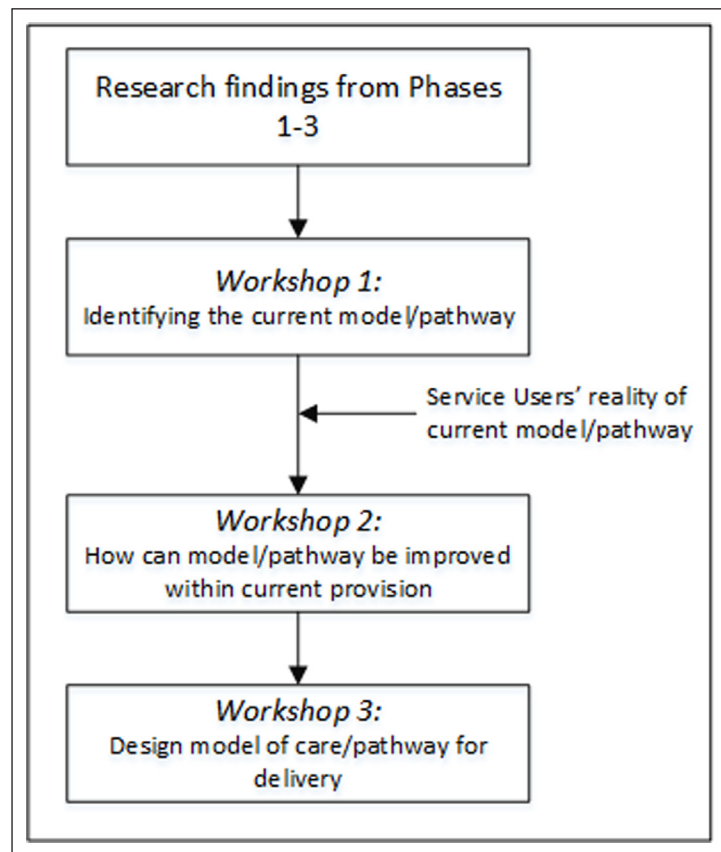 Research findings from Phases
1-3
Workshop 1:
Identifying the current model/pathway
Service Users’ reality of
current model/pathway
Workshop 2:
How can model/pathway be improved
within current provision
Workshop 3:
Design model of care/pathway for
delivery